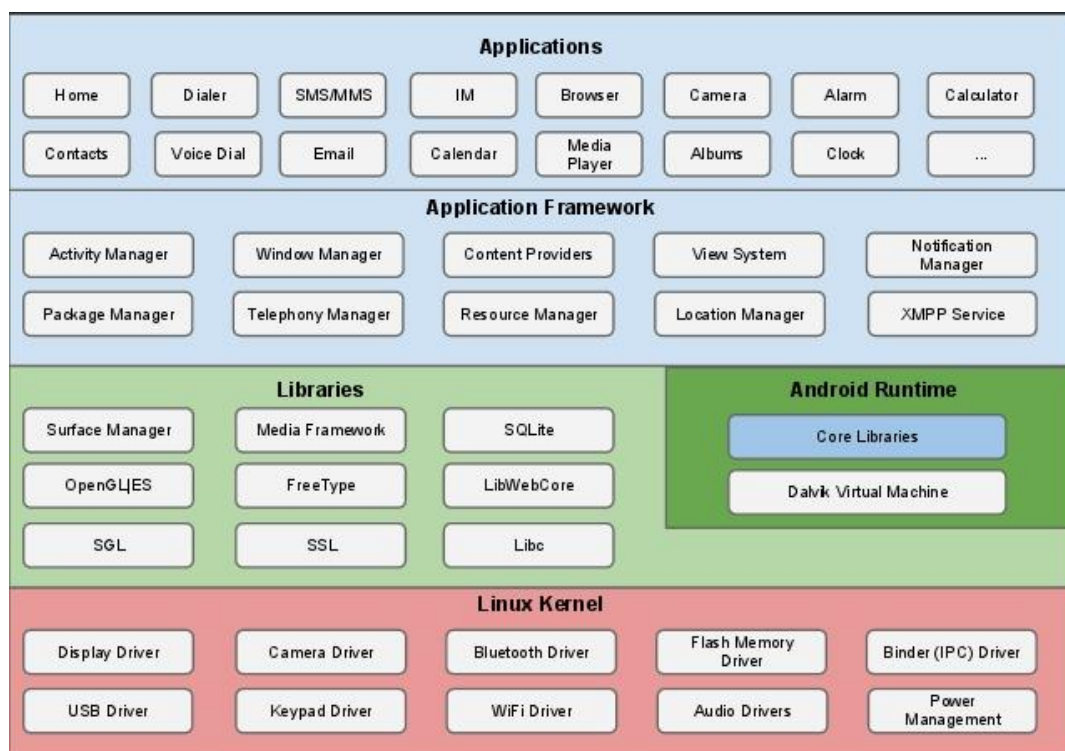 Applications
Home Dialer SMS/MMS IM Browser Camera Alarm Calculator
Contacts Voice Dial Email Calendar Media Player Albums Clock ...
Application Framework
Activity Manager Window Manager Content Providers View System Notification Manager
Package Manager Telephony Manager Resource Manager Location Manager XMPP Service
Libraries
Surface Manager Media Framework SQLite
OpenGL|ES FreeType LibWebCore
SGL SSL Libc
Android Runtime
Core Libraries
Dalvik Virtual Machine
Linux Kernel
Display Driver Camera Driver Bluetooth Driver Flash Memory Driver Binder (IPC) Driver
USB Driver Keypad Driver WiFi Driver Audio Drivers Power Management